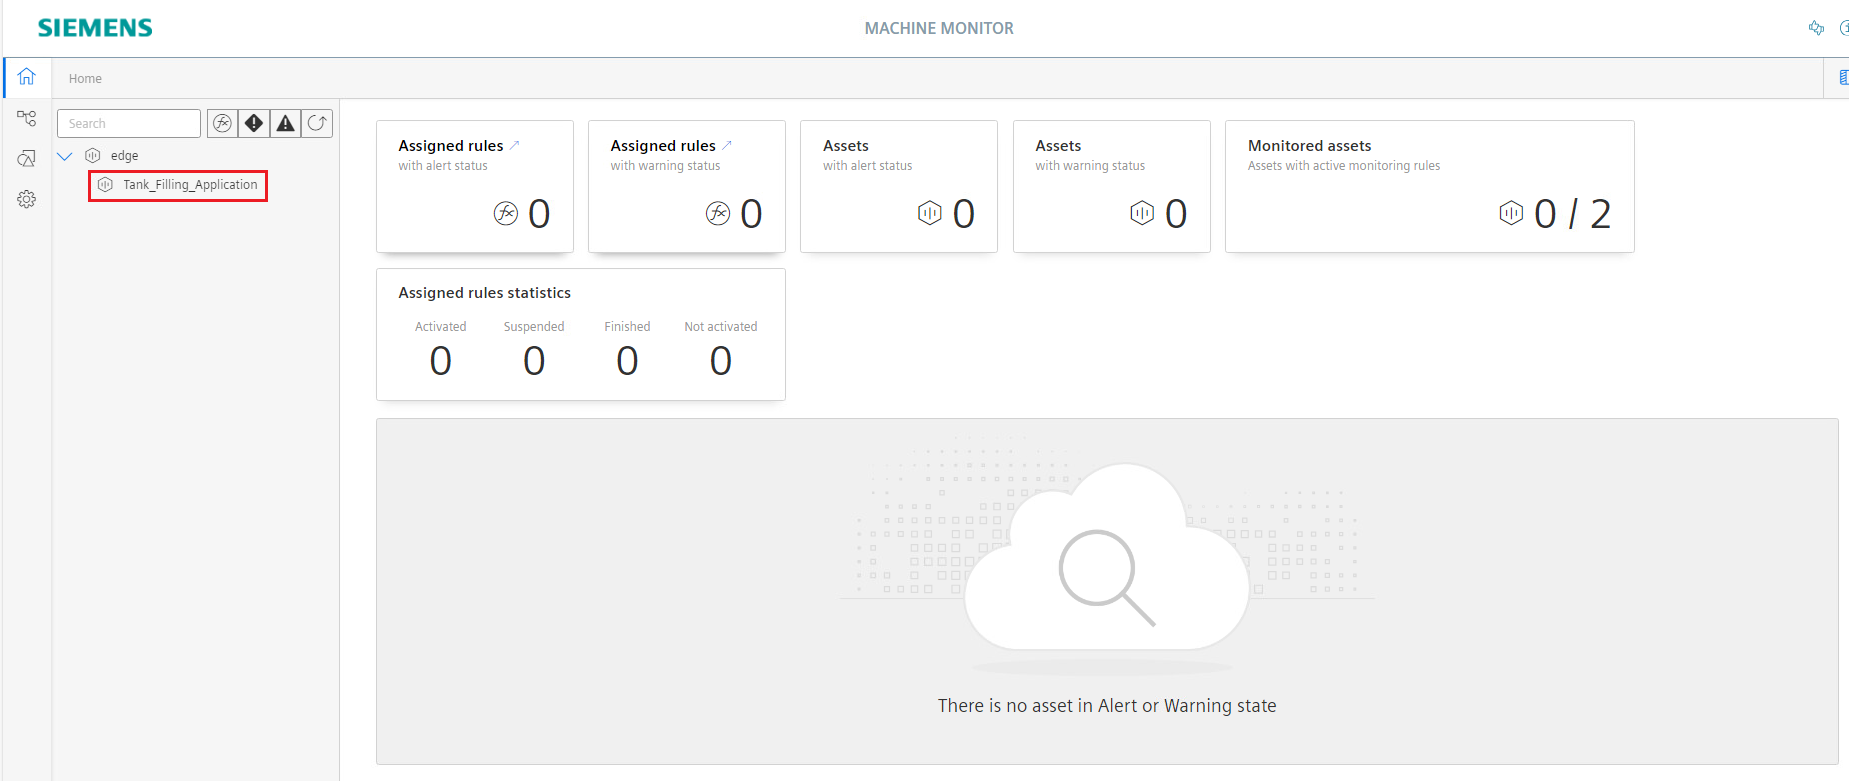 SIEMENS
MACHINE MONITOR
Home
Search
edge
Tank_Filling_Application
Assigned rules
with alert status
0
Assigned rules
with warning status
0
Assets
with alert status
0
Assets
with warning status
0
Monitored assets
Assets with active monitoring rules
0 / 2
Assigned rules statistics
Activated Suspended Finished Not activated
0 0 0 0
There is no asset in Alert or Warning state